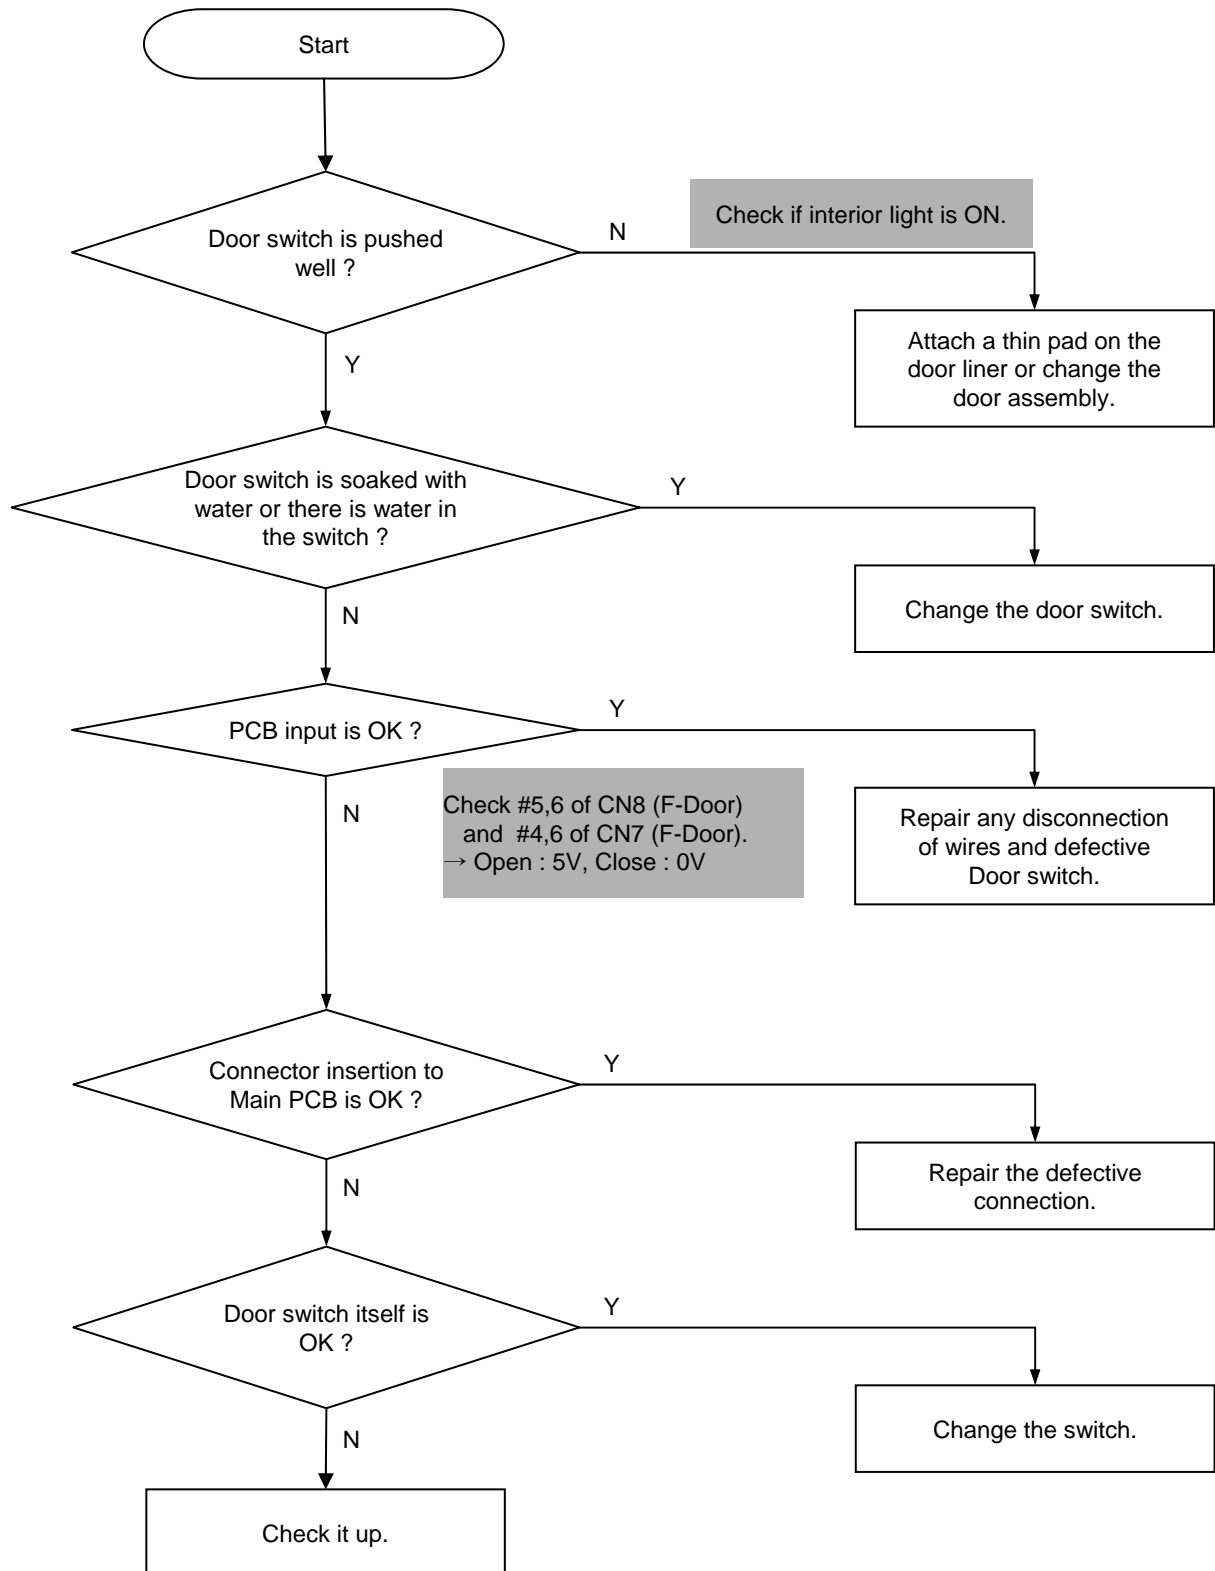 Start
Door switch is pushed
well ?
N
Check if interior light is ON.
Attach a thin pad on the
door liner or change the
door assembly.
Y
Door switch is soaked with
water or there is water in
the switch ?
Y
Change the door switch.
N
PCB input is OK ?
Y
Repair any disconnection
of wires and defective
Door switch.
N
Check #5,6 of CN8 (F-Door)
and #4,6 of CN7 (F-Door).
→ Open : 5V, Close : 0V
Connector insertion to
Main PCB is OK ?
Y
Repair the defective
connection.
N
Door switch itself is
OK ?
Y
Change the switch.
N
Check it up.